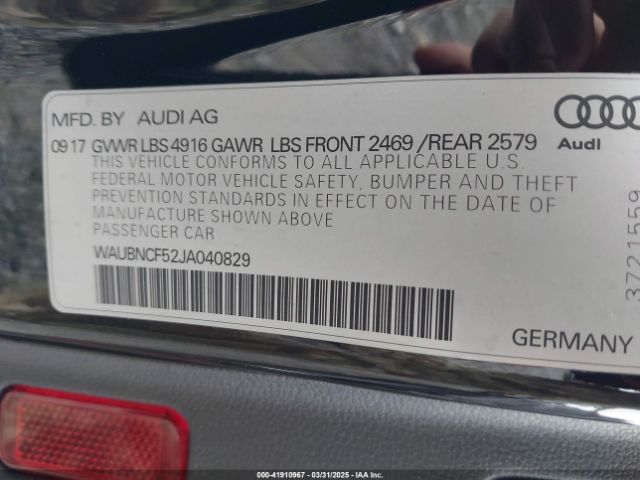 MFD. BY AUDI AG
09 17 GVWR LBS 4916 GAWR LBS FRONT 2469 /REAR 2579
Audi
THIS VEHICLE CONFORMS TO ALL APPLICABLE U.S.
FEDERAL MOTOR VEHICLE SAFETY, BUMPER AND THEFT
PREVENTION STANDARDS IN EFFECT ON THE DATE OF
MANUFACTURE SHOWN ABOVE
PASSENGER CAR
WAUBNCF52JA040829
3721559
GERMANY
000-41910967 - 03/31/2025 - IAA Inc.